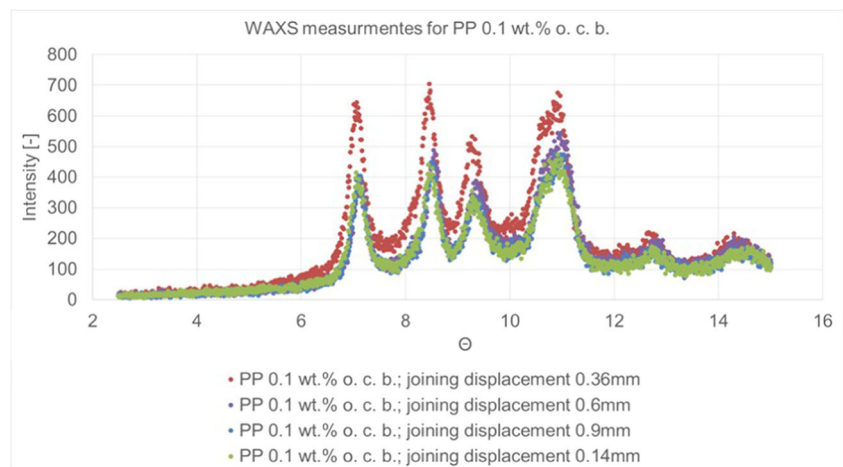 WAXS measurmentes for PP 0.1 wt.% o. c. b.
800
700
600
500
400
300
200
100
0
Intensity [-]
2 4 6 8 10 12 14 16
Θ
PP 0.1 wt.% o. c. b.; joining displacement 0.36mm
PP 0.1 wt.% o. c. b.; joining displacement 0.6mm
PP 0.1 wt.% o. c. b.; joining displacement 0.9mm
PP 0.1 wt.% o. c. b.; joining displacement 0.14mm